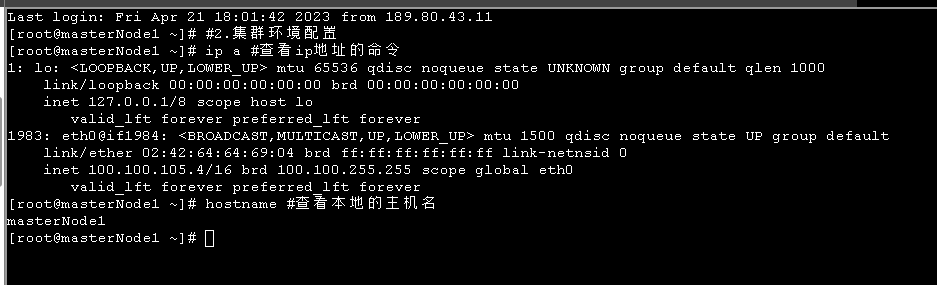 Last login: Fri Apr 21 18:01:42 2023 from 189.80.43.11
[root@masterNode1 ~]# #2.集群环境配置
[root@masterNode1 ~]# ip a #查看ip地址的命令
1: lo: <LOOPBACK,UP,LOWER_UP> mtu 65536 qdisc noqueue state UNKNOWN group default qlen 1000
    link/loopback 00:00:00:00:00:00 brd 00:00:00:00:00:00
    inet 127.0.0.1/8 scope host lo
       valid_lft forever preferred_lft forever
1983: eth0@if1984: <BROADCAST,MULTICAST,UP,LOWER_UP> mtu 1500 qdisc noqueue state UP group default
    link/ether 02:42:64:64:69:04 brd ff:ff:ff:ff:ff:ff link-netnsid 0
    inet 100.100.105.4/16 brd 100.100.255.255 scope global eth0
       valid_lft forever preferred_lft forever
[root@masterNode1 ~]# hostname #查看本地的主机名
masterNode1
[root@masterNode1 ~]#